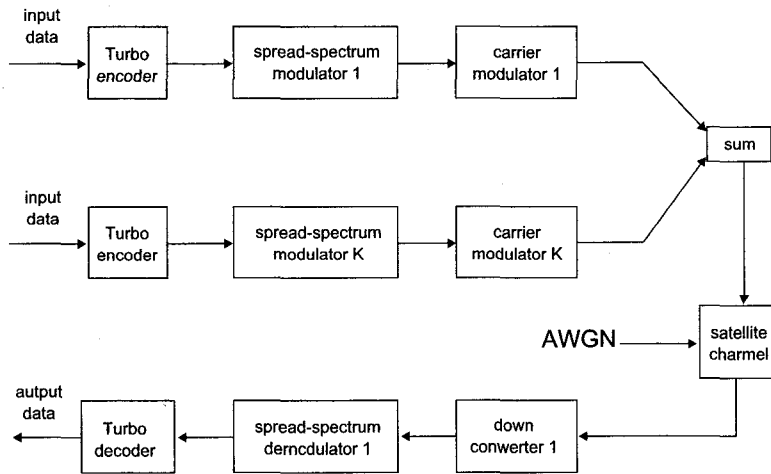 input
data
Turbo
encoder
spread-spectrum
modulator 1
carrier
modulator 1
sum
input
data
Turbo
encoder
spread-spectrum
modulator K
carrier
modulator K
AWGN
satellite
charmel
autput
data
Turbo
decoder
spread-spectrum
derncdulator 1
down
conwerter 1